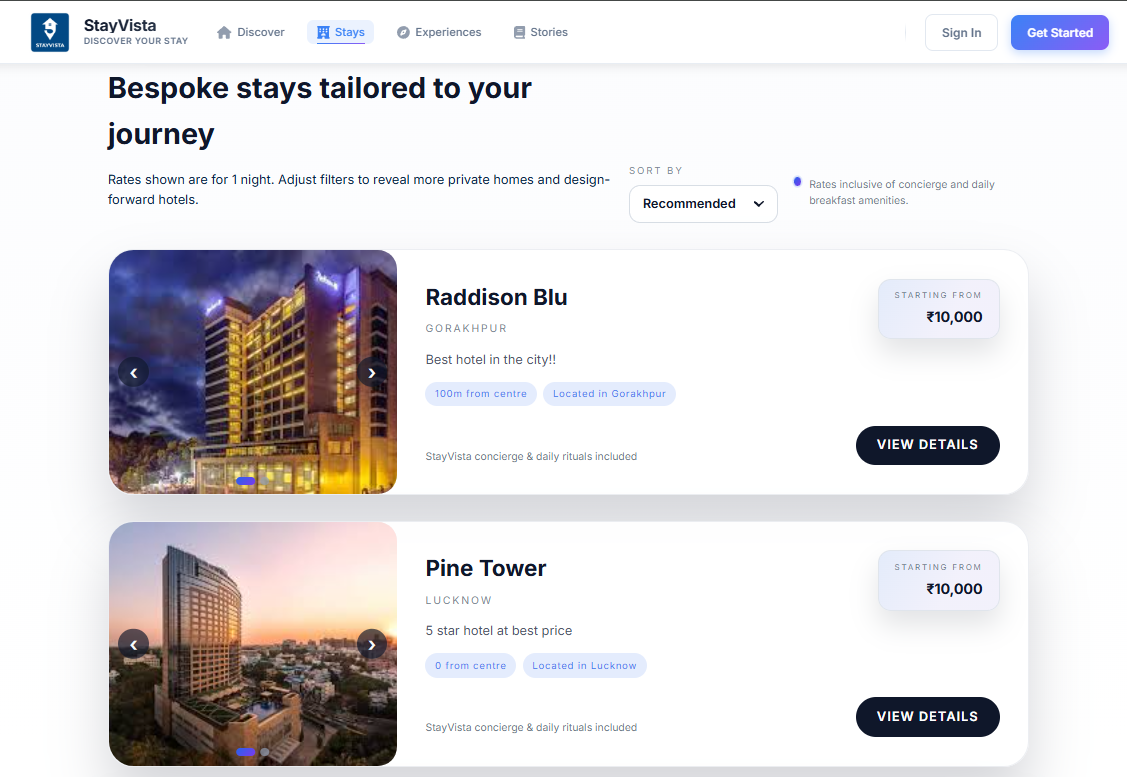 STAYVISTA
StayVista
DISCOVER YOUR STAY
Discover
Stays
Experiences
Stories
Sign In
Get Started
Bespoke stays tailored to your
journey
Rates shown are for 1 night. Adjust filters to reveal more private homes and design-
forward hotels.
SORT BY
Recommended
Rates inclusive of concierge and daily
breakfast amenities.
Raddison Blu
GORAKHPUR
Best hotel in the city!!
100m from centre
Located in Gorakhpur
StayVista concierge & daily rituals included
STARTING FROM
₹10,000
VIEW DETAILS
Pine Tower
LUCKNOW
5 star hotel at best price
0 from centre
Located in Lucknow
StayVista concierge & daily rituals included
STARTING FROM
₹10,000
VIEW DETAILS